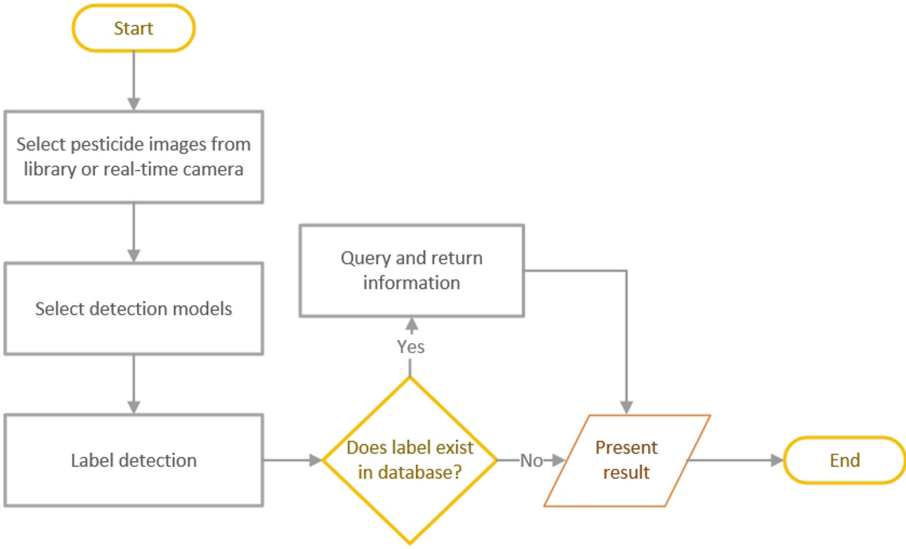 Start
Select pesticide images from
library or real-time camera
Select detection models
Label detection
Does label exist
in database?
Yes
Query and return
information
No
Present
result
End